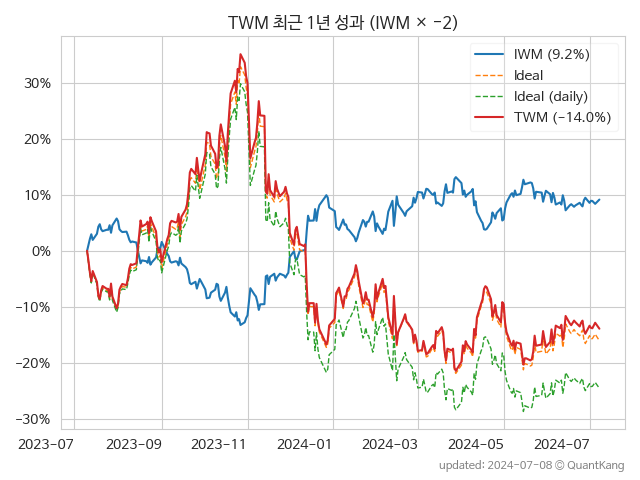 TWM 최근 1년 성과 (IWM × −2)
IWM (9.2%)
Ideal
Ideal (daily)
TWM (−14.0%)
30%
20%
10%
0%
−10%
−20%
−30%
2023-07
2023-09
2023-11
2024-01
2024-03
2024-05
2024-07
updated: 2024-07-08 © QuantKang